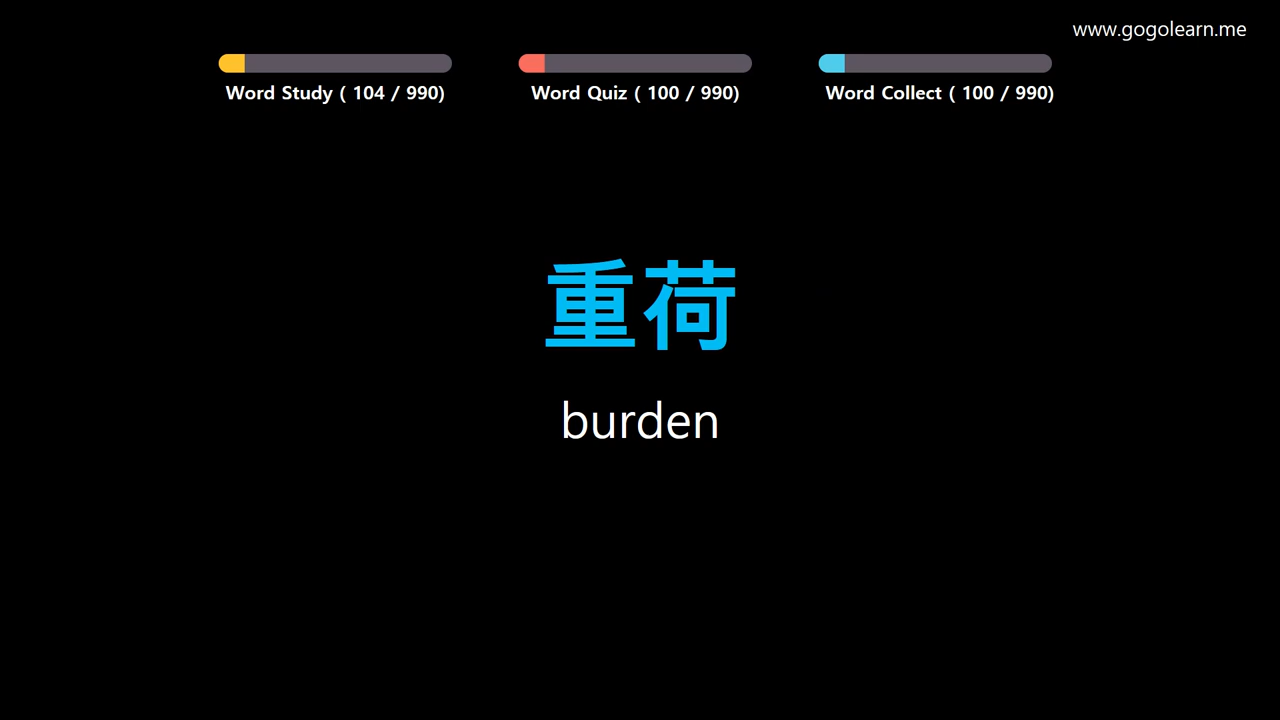 www.gogolearn.me
Word Study ( 104 / 990)
Word Quiz ( 100 / 990)
Word Collect ( 100 / 990)
重荷
burden